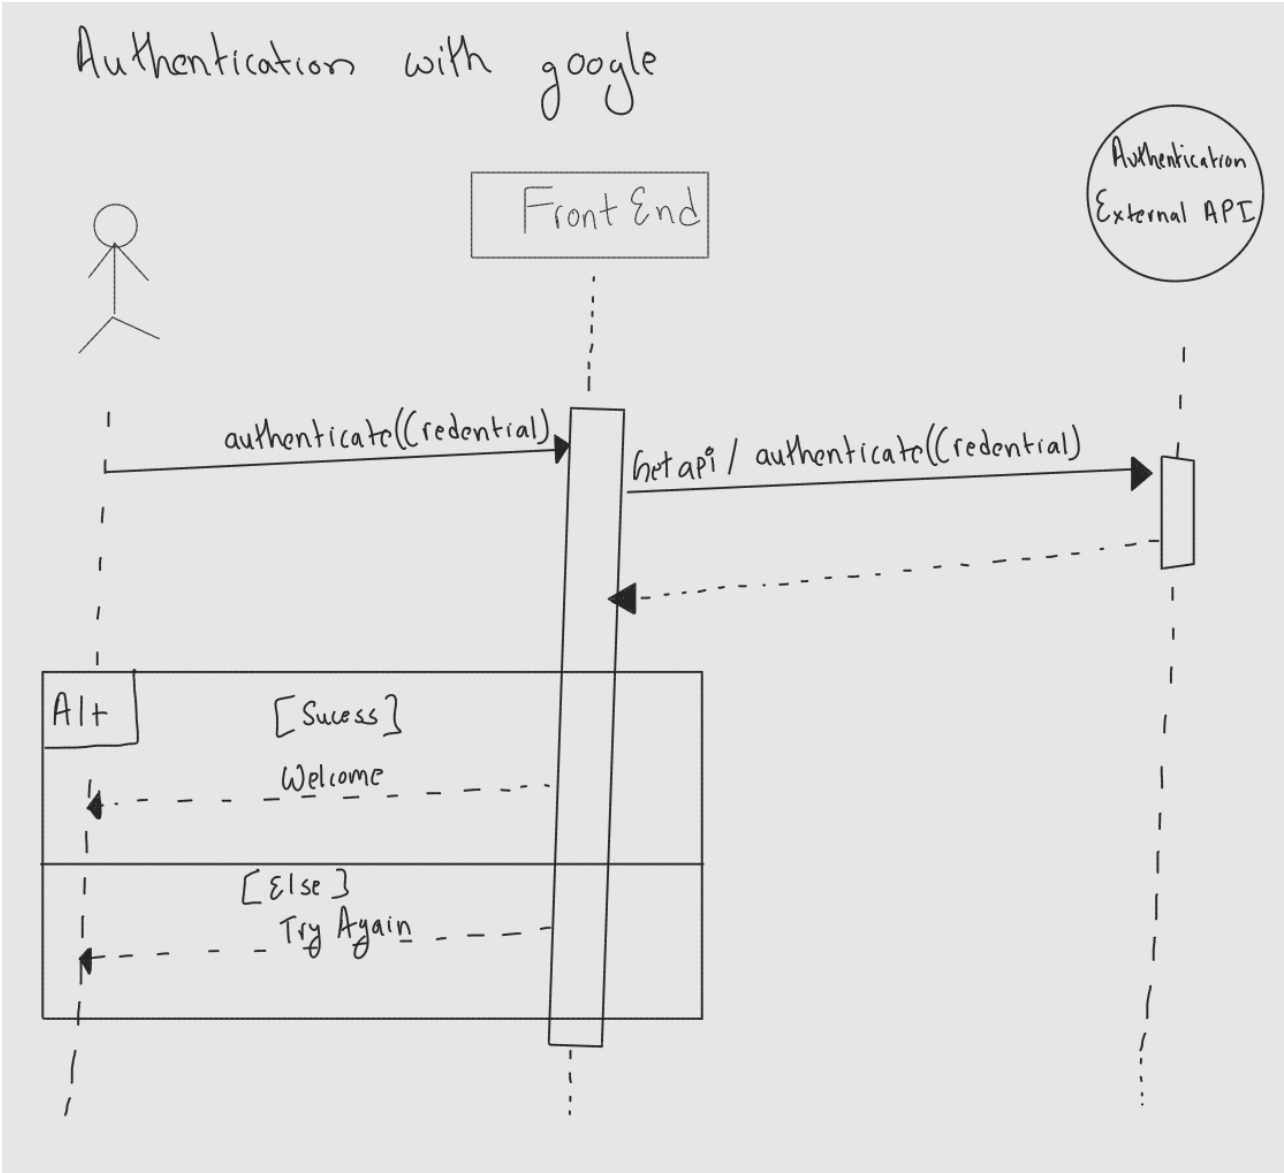 Authentication with google
Front End
Authentication
External API
authenticate(Credential)
Get api / authenticate(Credential)
Alt
[Sucess]
Welcome
[Else]
Try Again